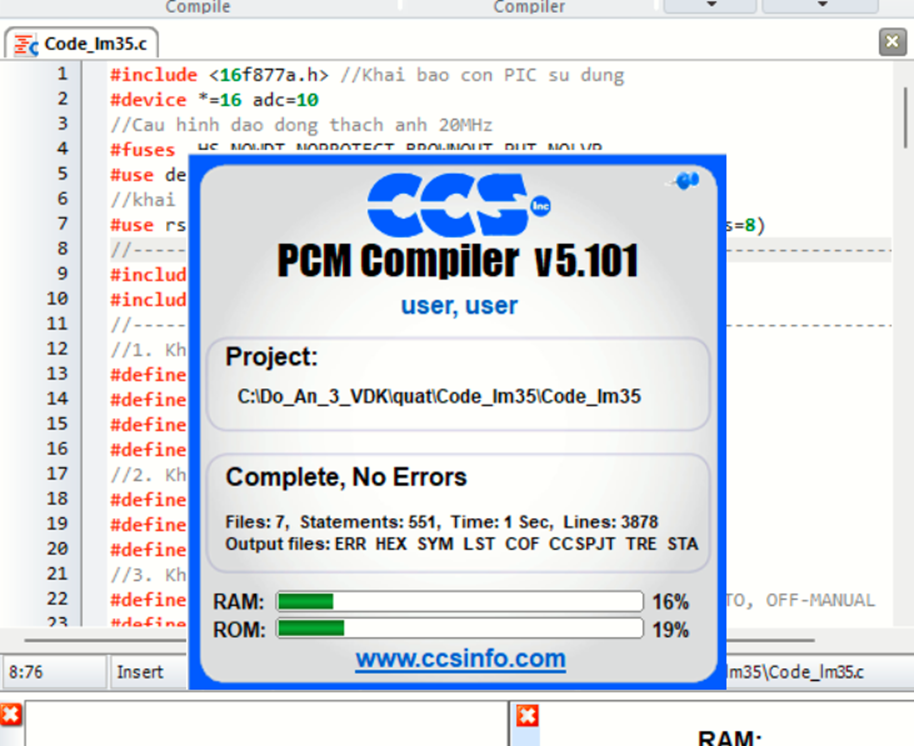 Compile
Compiler
Code_lm35.c
1 #include <16f877a.h> //Khai bao con PIC su dung
2 #device *=16 adc=10
3 //Cau hinh dao dong thach anh 20MHz
4 #fuses HS,NOWDT,NOPROTECT,BROWNOUT,PUT,NOLVP
5 #use de
6 //khai
7 #use rs s=8)
8 //-----
9 #includ
10 #includ
11 //-----
12 //1. Kh
13 #define
14 #define
15 #define
16 #define
17 //2. Kh
18 #define
19 #define
20 #define
21 //3. Kh
22 #define TO, OFF-MANUAL
23 #define
CCS Inc
PCM Compiler v5.101
user, user
Project:
C:\Do_An_3_VDK\quat\Code_lm35\Code_lm35
Complete, No Errors
Files: 7, Statements: 551, Time: 1 Sec, Lines: 3878
Output files: ERR HEX SYM LST COF CCSPJT TRE STA
RAM: 16%
ROM: 19%
www.ccsinfo.com
8:76 Insert lm35\Code_lm35.c
RAM: